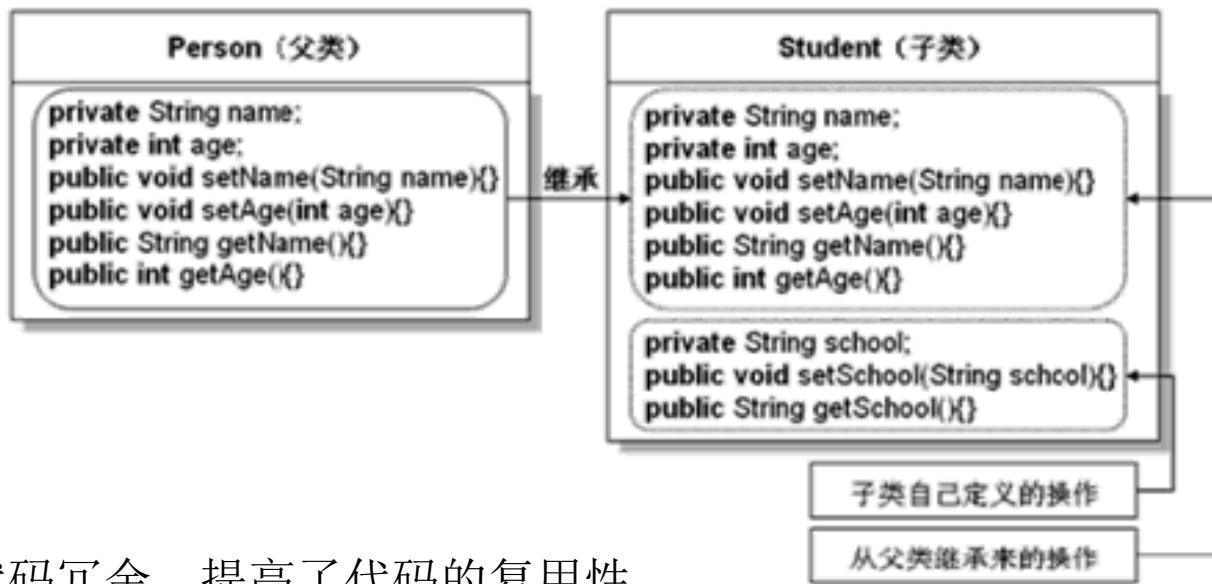 Person（父类）
private String name;
private int age;
public void setName(String name){}
public void setAge(int age){}
public String getName(){}
public int getAge(){}
继承
Student（子类）
private String name;
private int age;
public void setName(String name){}
public void setAge(int age){}
public String getName(){}
public int getAge(){}
private String school;
public void setSchool(String school){}
public String getSchool(){}
子类自己定义的操作
从父类继承来的操作
码冗余，提高了代码的复用性